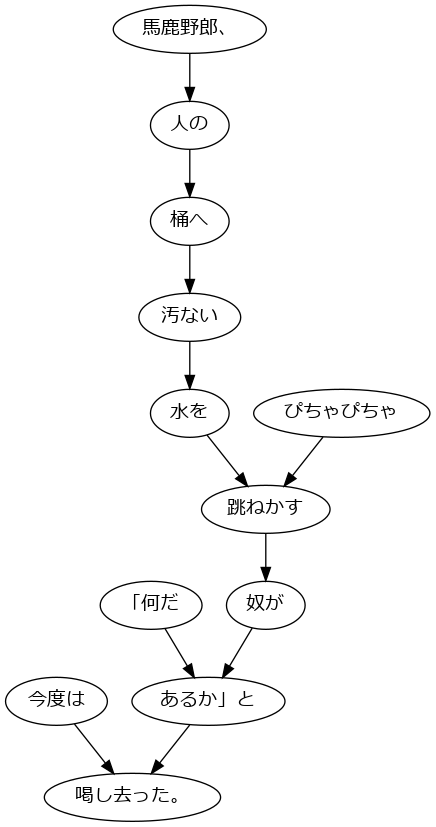 馬鹿野郎、
人の
桶へ
汚ない
水を
ぴちゃぴちゃ
跳ねかす
「何だ
奴が
今度は
あるか」と
喝し去った。